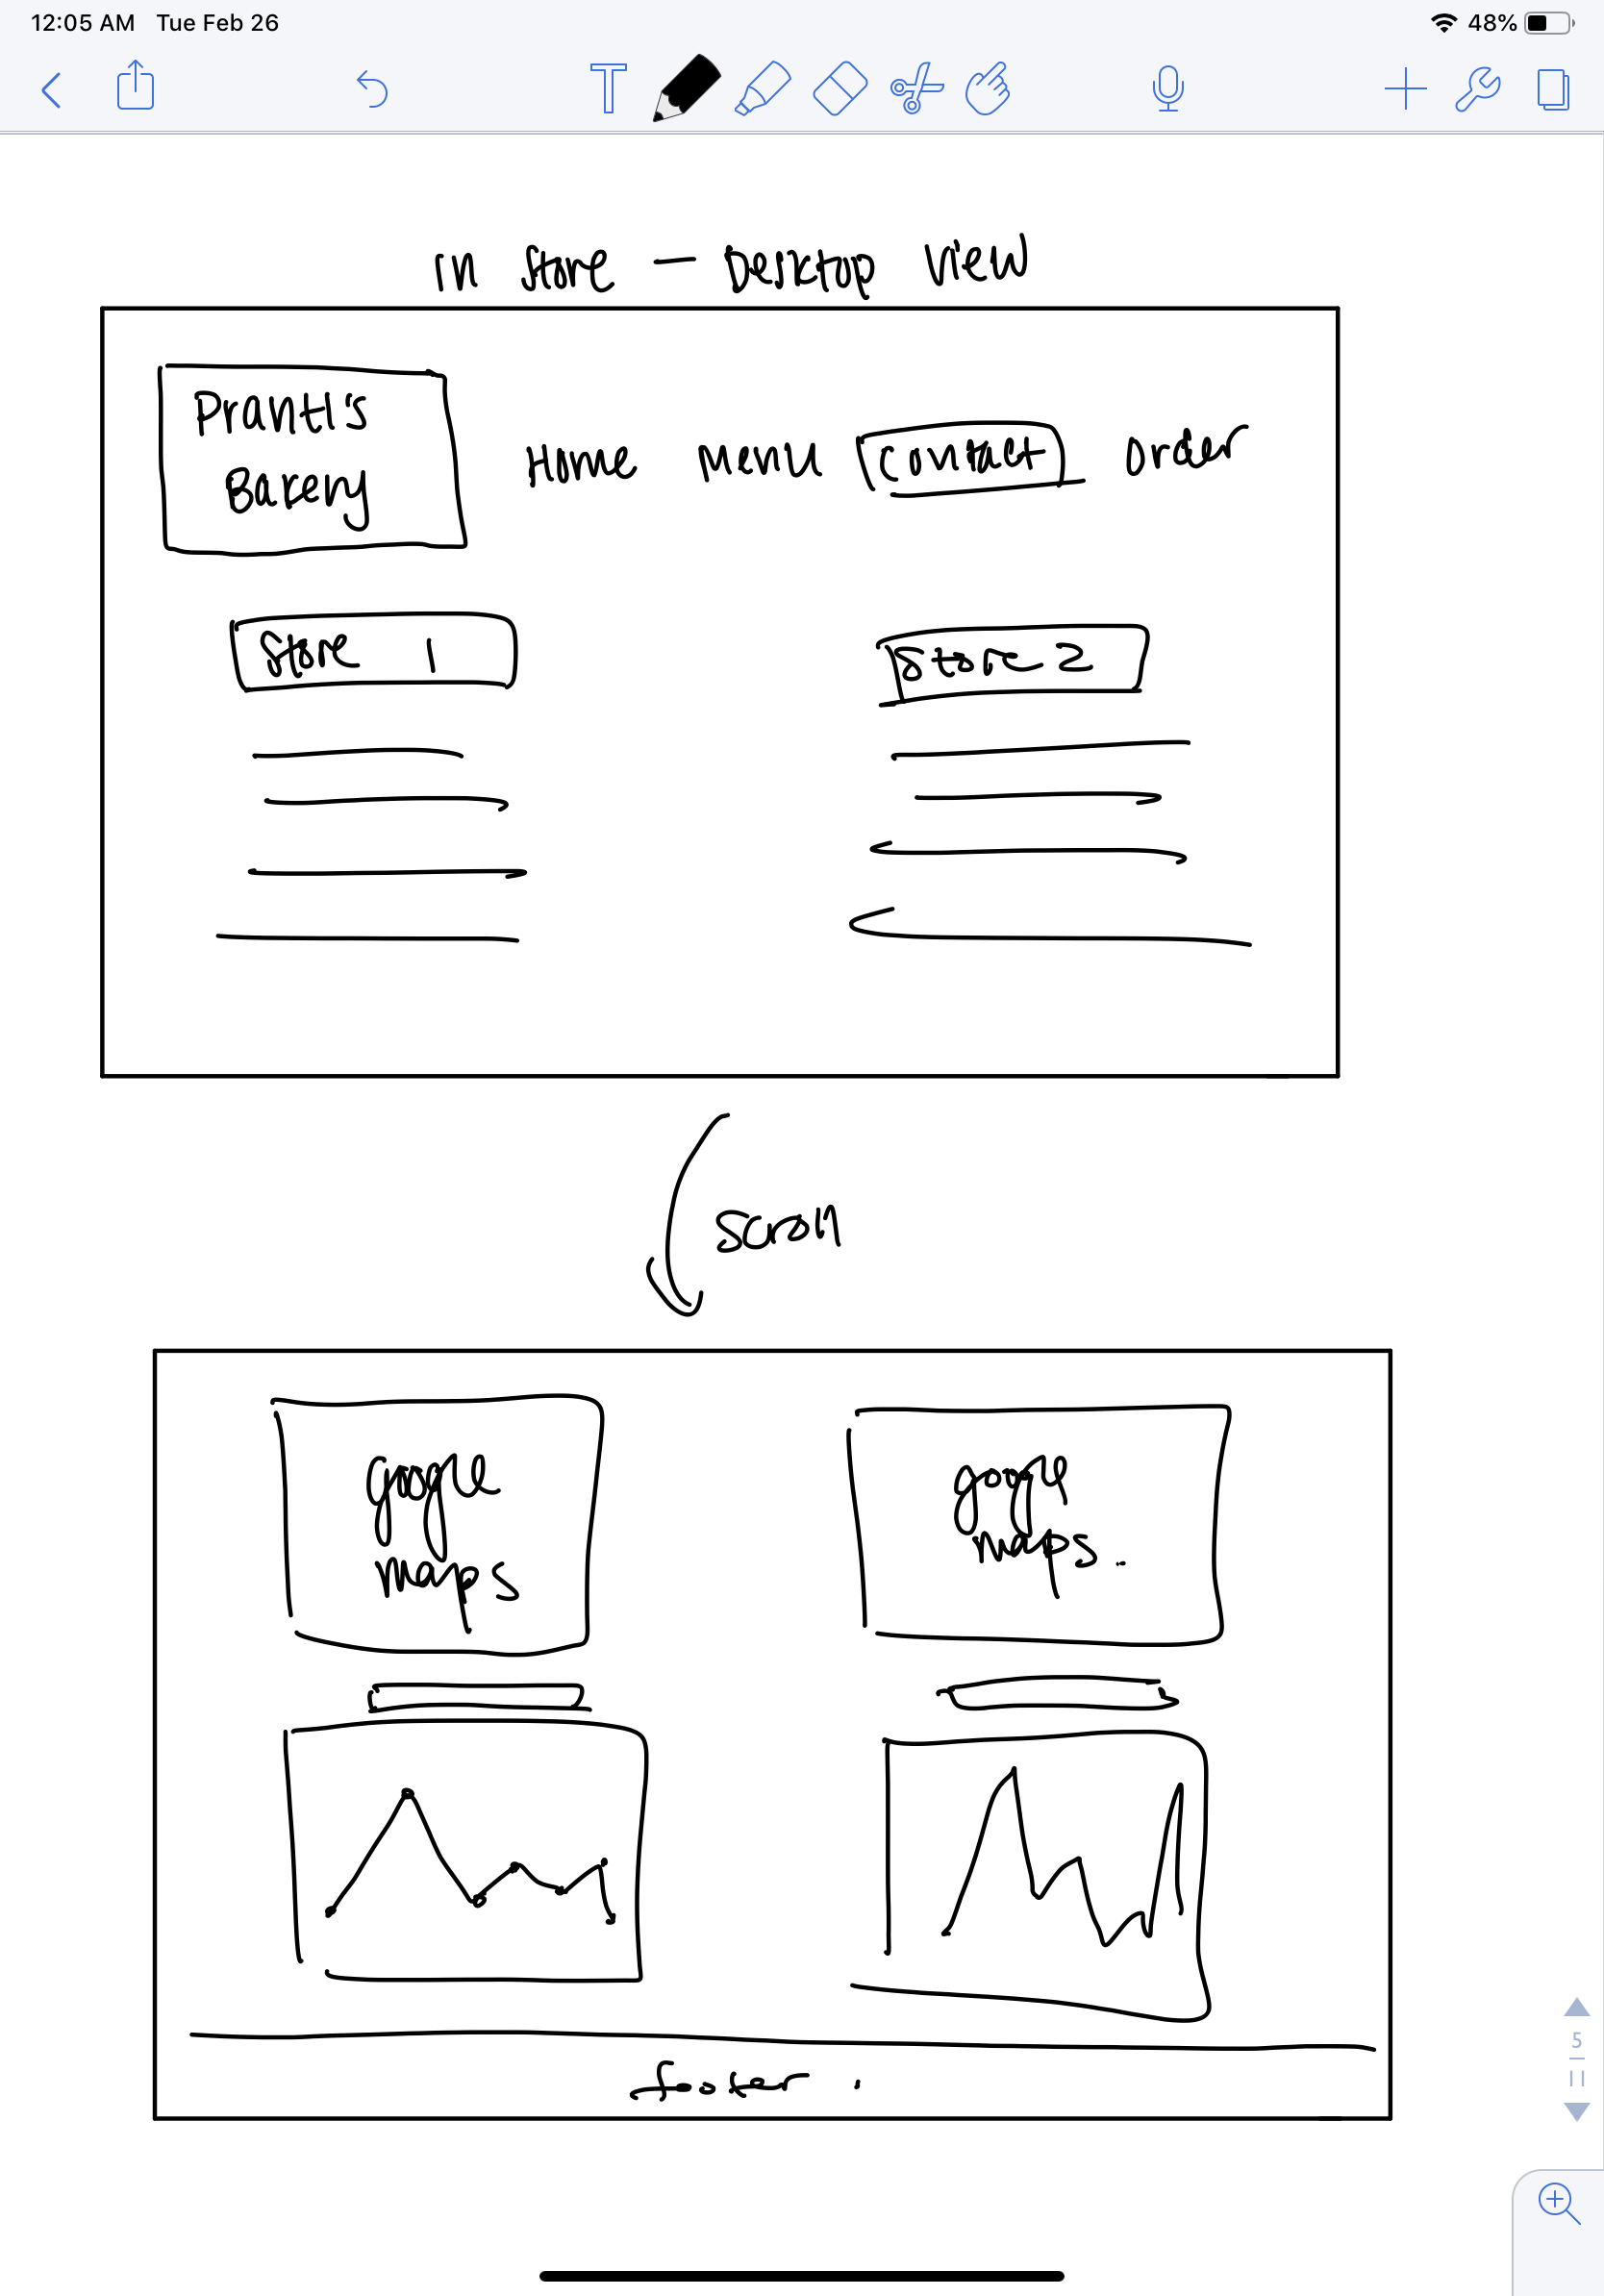 12:05 AM Tue Feb 26
48%
in store — Desktop view
Prantl's
Bakery
Home Menu Contact order
Store 1
Store 2
scroll
google
maps
google
maps.
footer .
5
11